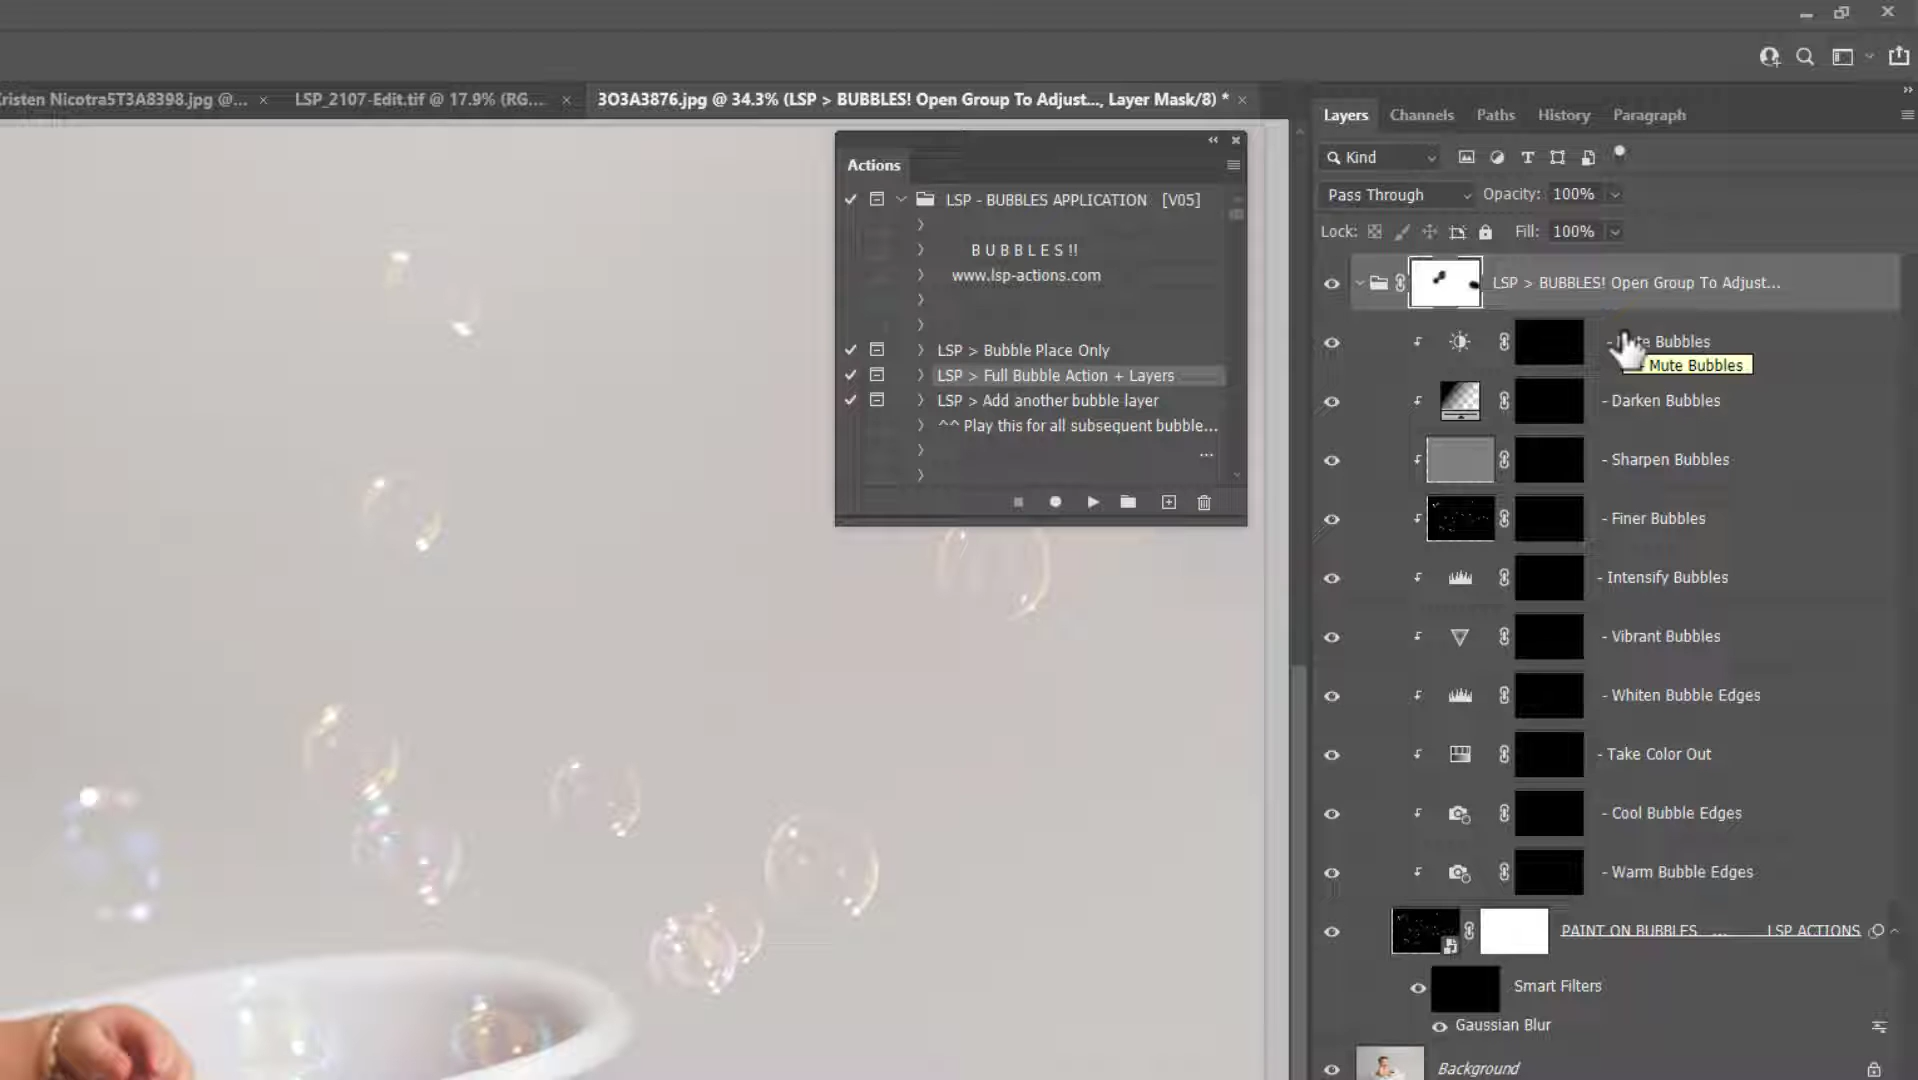 risten Nicotra5T3A8398.jpg @...
LSP_2107-Edit.tif @ 17.9% (RG...
3O3A3876.jpg @ 34.3% (LSP > BUBBLES! Open Group To Adjust..., Layer Mask/8) *
Actions
LSP - BUBBLES APPLICATION [V05]
B U B B L E S !!
www.lsp-actions.com
LSP > Bubble Place Only
LSP > Full Bubble Action + Layers
LSP > Add another bubble layer
^^ Play this for all subsequent bubble...
...
Layers Channels Paths History Paragraph
Kind
Pass Through Opacity: 100%
Lock: Fill: 100%
LSP > BUBBLES! Open Group To Adjust...
Bubbles
- Mute Bubbles
- Darken Bubbles
- Sharpen Bubbles
- Finer Bubbles
- Intensify Bubbles
- Vibrant Bubbles
- Whiten Bubble Edges
- Take Color Out
- Cool Bubble Edges
- Warm Bubble Edges
PAINT ON BUBBLES ... LSP ACTIONS
Smart Filters
Gaussian Blur
Background